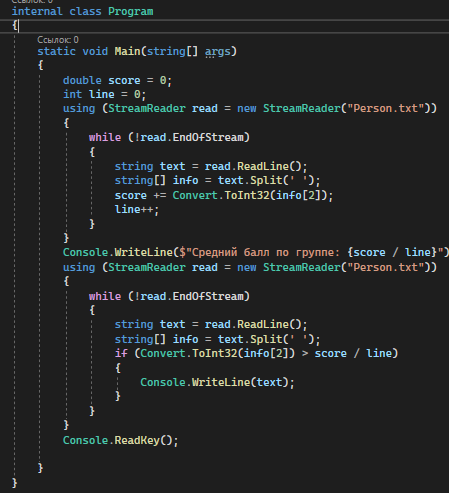 Ссылок: 0
internal class Program
{
Ссылок: 0
static void Main(string[] args)
{
double score = 0;
int line = 0;
using (StreamReader read = new StreamReader("Person.txt"))
{
while (!read.EndOfStream)
{
string text = read.ReadLine();
string[] info = text.Split(' ');
score += Convert.ToInt32(info[2]);
line++;
}
}
Console.WriteLine($"Средний балл по группе: {score / line}")
using (StreamReader read = new StreamReader("Person.txt"))
{
while (!read.EndOfStream)
{
string text = read.ReadLine();
string[] info = text.Split(' ');
if (Convert.ToInt32(info[2]) > score / line)
{
Console.WriteLine(text);
}
}
}
Console.ReadKey();
}
}